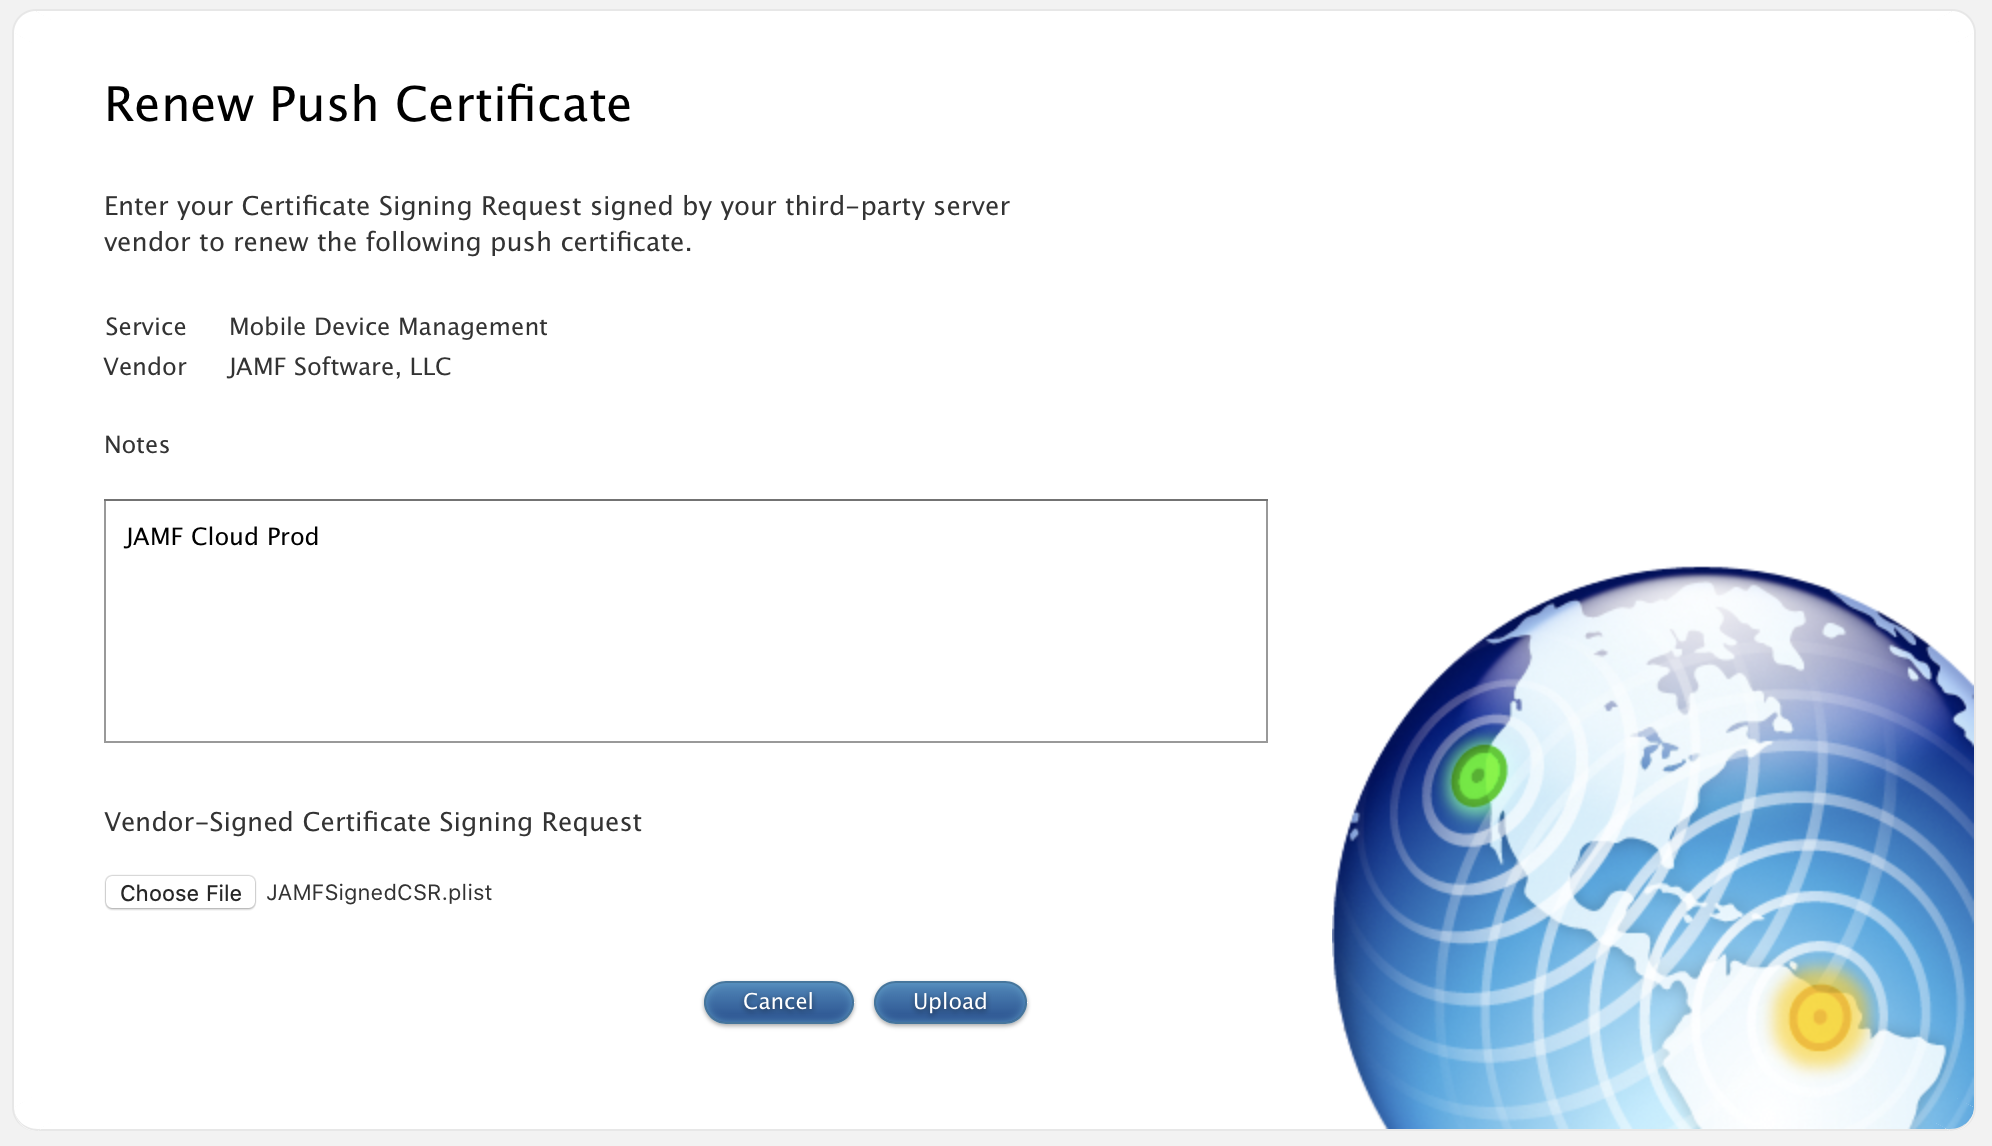 Renew Push Certificate
Enter your Certificate Signing Request signed by your third-party server
vendor to renew the following push certificate.
Service Mobile Device Management
Vendor JAMF Software, LLC
Notes
JAMF Cloud Prod
Vendor-Signed Certificate Signing Request
Choose File JAMFSignedCSR.plist
Cancel Upload